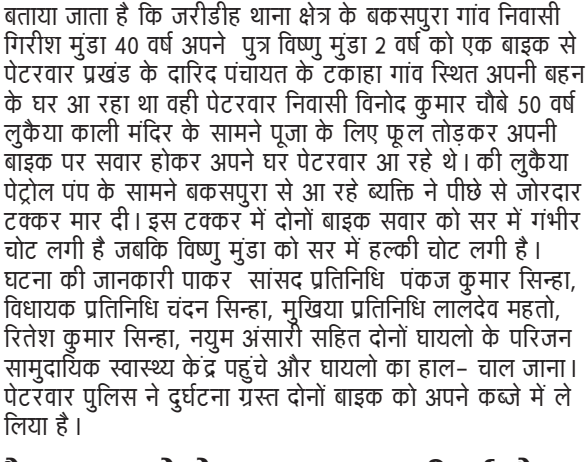 बताया जाता है कि जरीडीह थाना क्षेत्र के बकसपुरा गांव निवासी
गिरीश मुंडा 40 वर्ष अपने पुत्र विष्णु मुंडा 2 वर्ष को एक बाइक से
पेटरवार प्रखंड के दारिद पंचायत के टकाहा गांव स्थित अपनी बहन
के घर आ रहा था वही पेटरवार निवासी विनोद कुमार चौबे 50 वर्ष
लुकैया काली मंदिर के सामने पूजा के लिए फूल तोड़कर अपनी
बाइक पर सवार होकर अपने घर पेटरवार आ रहे थे। की लुकैया
पेट्रोल पंप के सामने बकसपुरा से आ रहे ब्यक्ति ने पीछे से जोरदार
टक्कर मार दी। इस टक्कर में दोनों बाइक सवार को सर में गंभीर
चोट लगी है जबकि विष्णु मुंडा को सर में हल्की चोट लगी है।
घटना की जानकारी पाकर सांसद प्रतिनिधि पंकज कुमार सिन्हा,
विधायक प्रतिनिधि चंदन सिन्हा, मुखिया प्रतिनिधि लालदेव महतो,
रितेश कुमार सिन्हा, नयुम अंसारी सहित दोनों घायलो के परिजन
सामुदायिक स्वास्थ्य केंद्र पहुंचे और घायलो का हाल- चाल जाना।
पेटरवार पुलिस ने दुर्घटना ग्रस्त दोनों बाइक को अपने कब्जे में ले
लिया है।